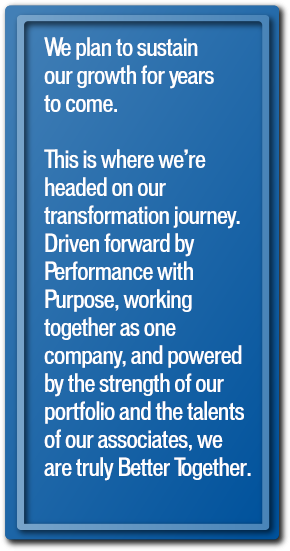 We plan to sustain
our growth for years
to come.
This is where we’re
headed on our
transformation journey.
Driven forward by
Performance with
Purpose, working
together as one
company, and powered
by the strength of our
portfolio and the talents
of our associates, we
are truly Better Together.